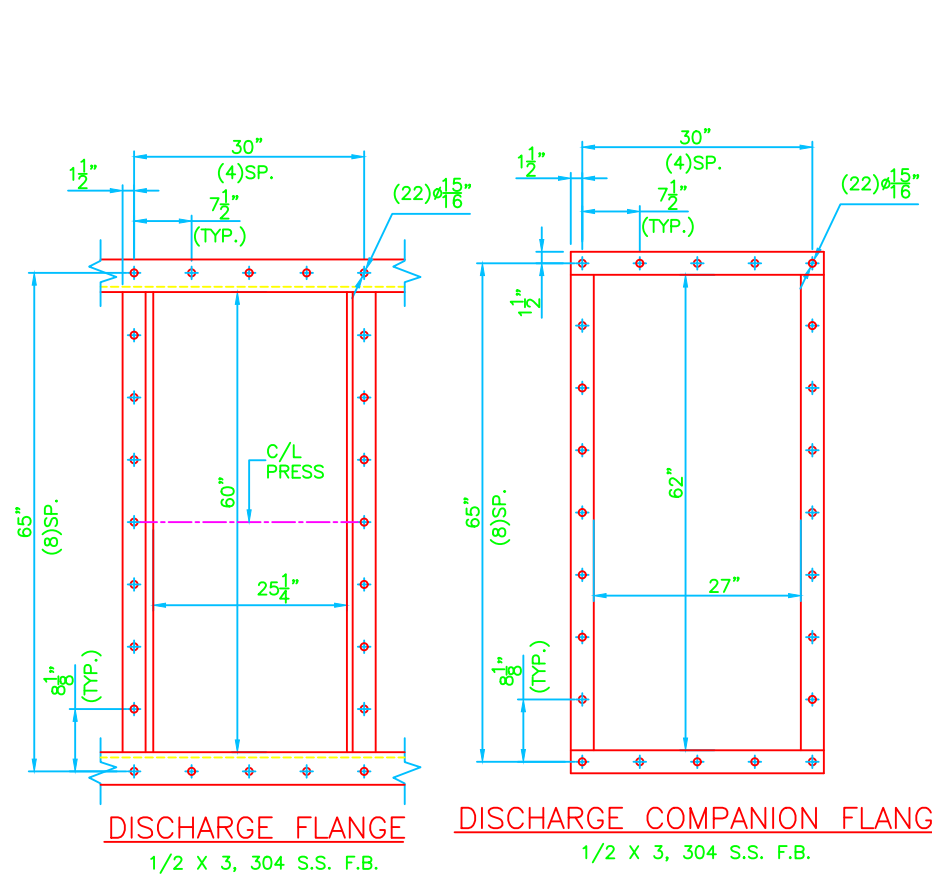 30"
(4)SP.
1 1/2"
7 1/2"
(TYP.)
(22)ø15/16"
65"
(8)SP.
C/L
PRESS
60"
25 1/4"
8 1/8"
(TYP.)
DISCHARGE FLANGE
1/2 X 3, 304 S.S. F.B.
30"
(4)SP.
1 1/2"
7 1/2"
(TYP.)
(22)ø15/16"
1 1/2"
65"
(8)SP.
62"
27"
8 1/8"
(TYP.)
DISCHARGE COMPANION FLANG
1/2 X 3, 304 S.S. F.B.